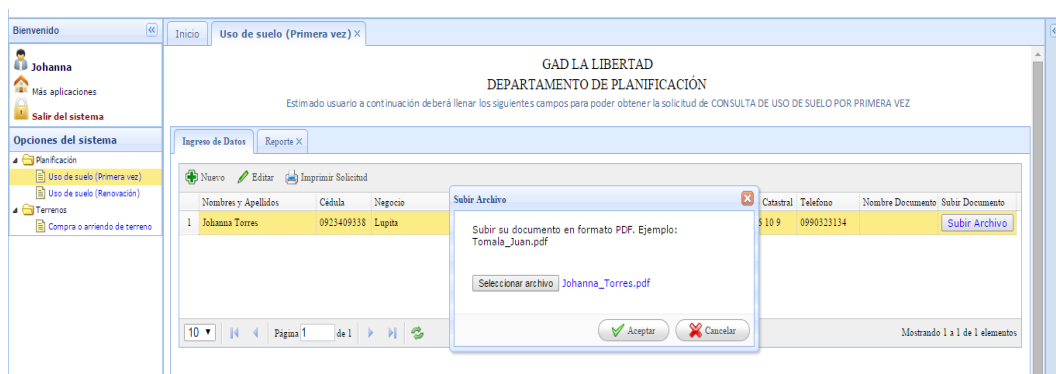 Bienvenido
Johanna
Más aplicaciones
Salir del sistema
Opciones del sistema
Planificación
Uso de suelo (Primera vez)
Uso de suelo (Renovación)
Terrenos
Compra o arriendo de terreno
Inicio Uso de suelo (Primera vez)
GAD LA LIBERTAD
DEPARTAMENTO DE PLANIFICACIÓN
Estimado usuario a continuación deberá llenar los siguientes campos para poder obtener la solicitud de CONSULTA DE USO DE SUELO POR PRIMERA VEZ
Ingreso de Datos Reporte
Nuevo Editar Imprimir Solicitud
Nombres y Apellidos Cédula Negocio Catastral Telefono Nombre Documento Subir Documento
1 Johanna Torres 0923409338 Lupita 10 9 0990323134 Subir Archivo
Subir Archivo
Subir su documento en formato PDF. Ejemplo:
Tomala_Juan.pdf
Seleccionar archivo Johanna_Torres.pdf
Aceptar Cancelar
10 Página 1 de 1 Mostrando 1 a 1 de 1 elementos